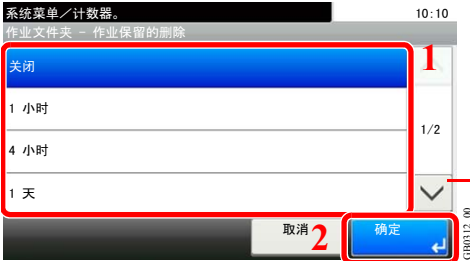 系统菜单／计数器。 10:10
作业文件夹 - 作业保留的删除
关闭
1
1 小时
1/2
4 小时
1 天
取消
2
确定
GB0312_00